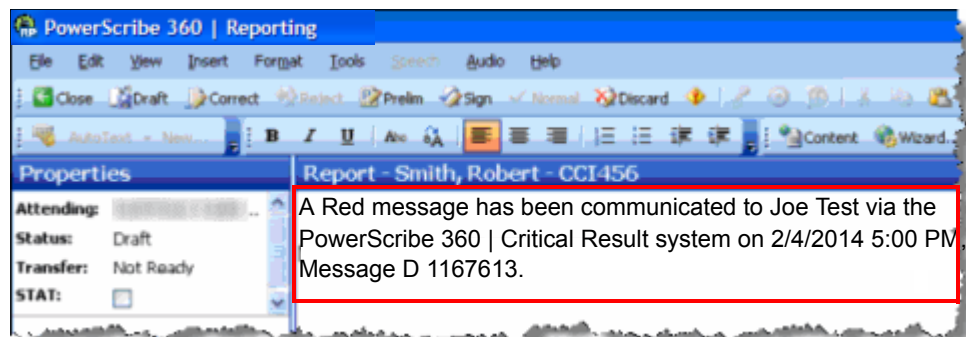 PowerScribe 360 | Reporting
File Edit View Insert Format Tools Speech Audio Help
Close Draft Correct Reject Prelim Sign Normal Discard
AutoText New... B I U Abc Content Wizard..
Properties
Report - Smith, Robert - CCI456
Attending: ..
Status: Draft
Transfer: Not Ready
STAT:
A Red message has been communicated to Joe Test via the
PowerScribe 360 | Critical Result system on 2/4/2014 5:00 PM,
Message D 1167613.